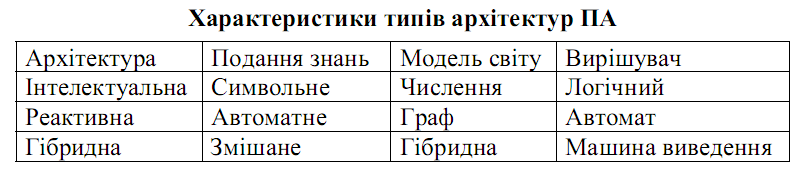 Характеристики типів архітектур ПА
Архітектура Подання знань Модель світу Вирішувач
Інтелектуальна Символьне Числення Логічний
Реактивна Автоматне Граф Автомат
Гібридна Змішане Гібридна Машина виведення